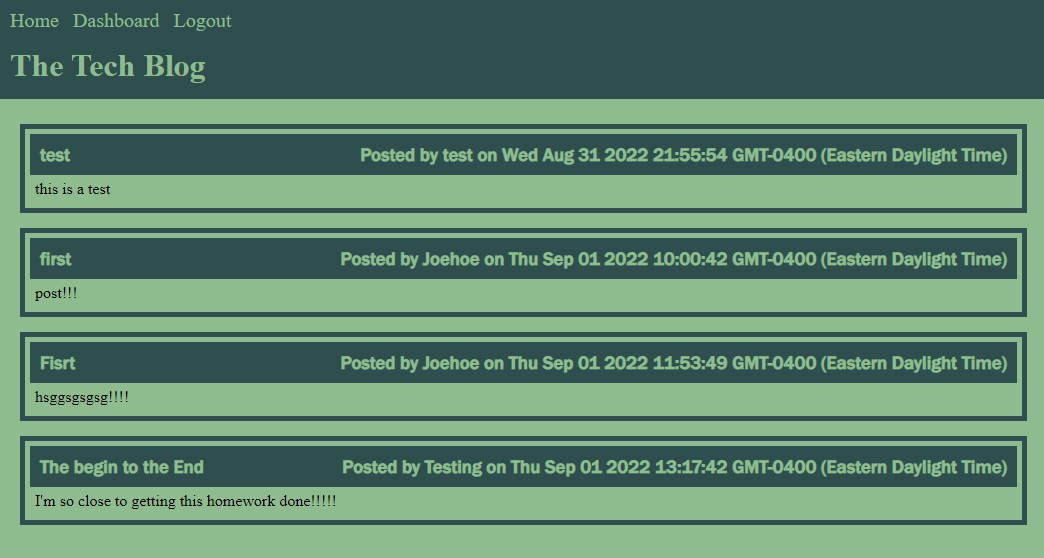 Home Dashboard Logout
The Tech Blog
test Posted by test on Wed Aug 31 2022 21:55:54 GMT-0400 (Eastern Daylight Time)
this is a test
first Posted by Joehoe on Thu Sep 01 2022 10:00:42 GMT-0400 (Eastern Daylight Time)
post!!!
Fisrt Posted by Joehoe on Thu Sep 01 2022 11:53:49 GMT-0400 (Eastern Daylight Time)
hsggsgsgsg!!!!
The begin to the End Posted by Testing on Thu Sep 01 2022 13:17:42 GMT-0400 (Eastern Daylight Time)
I'm so close to getting this homework done!!!!!